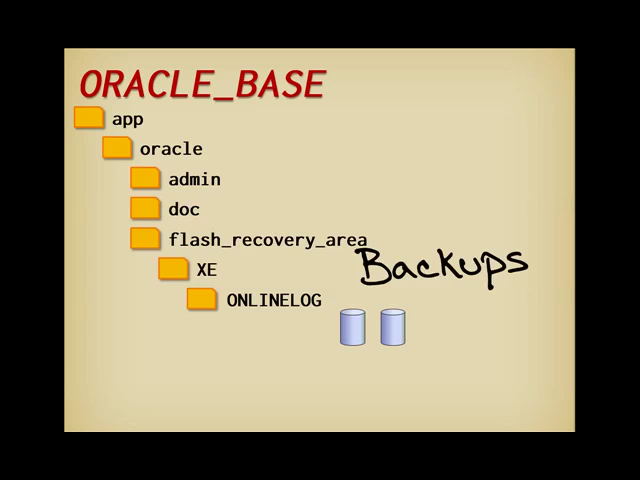 ORACLE_BASE
app
oracle
admin
doc
flash_recovery_area
XE
Backups
ONLINELOG